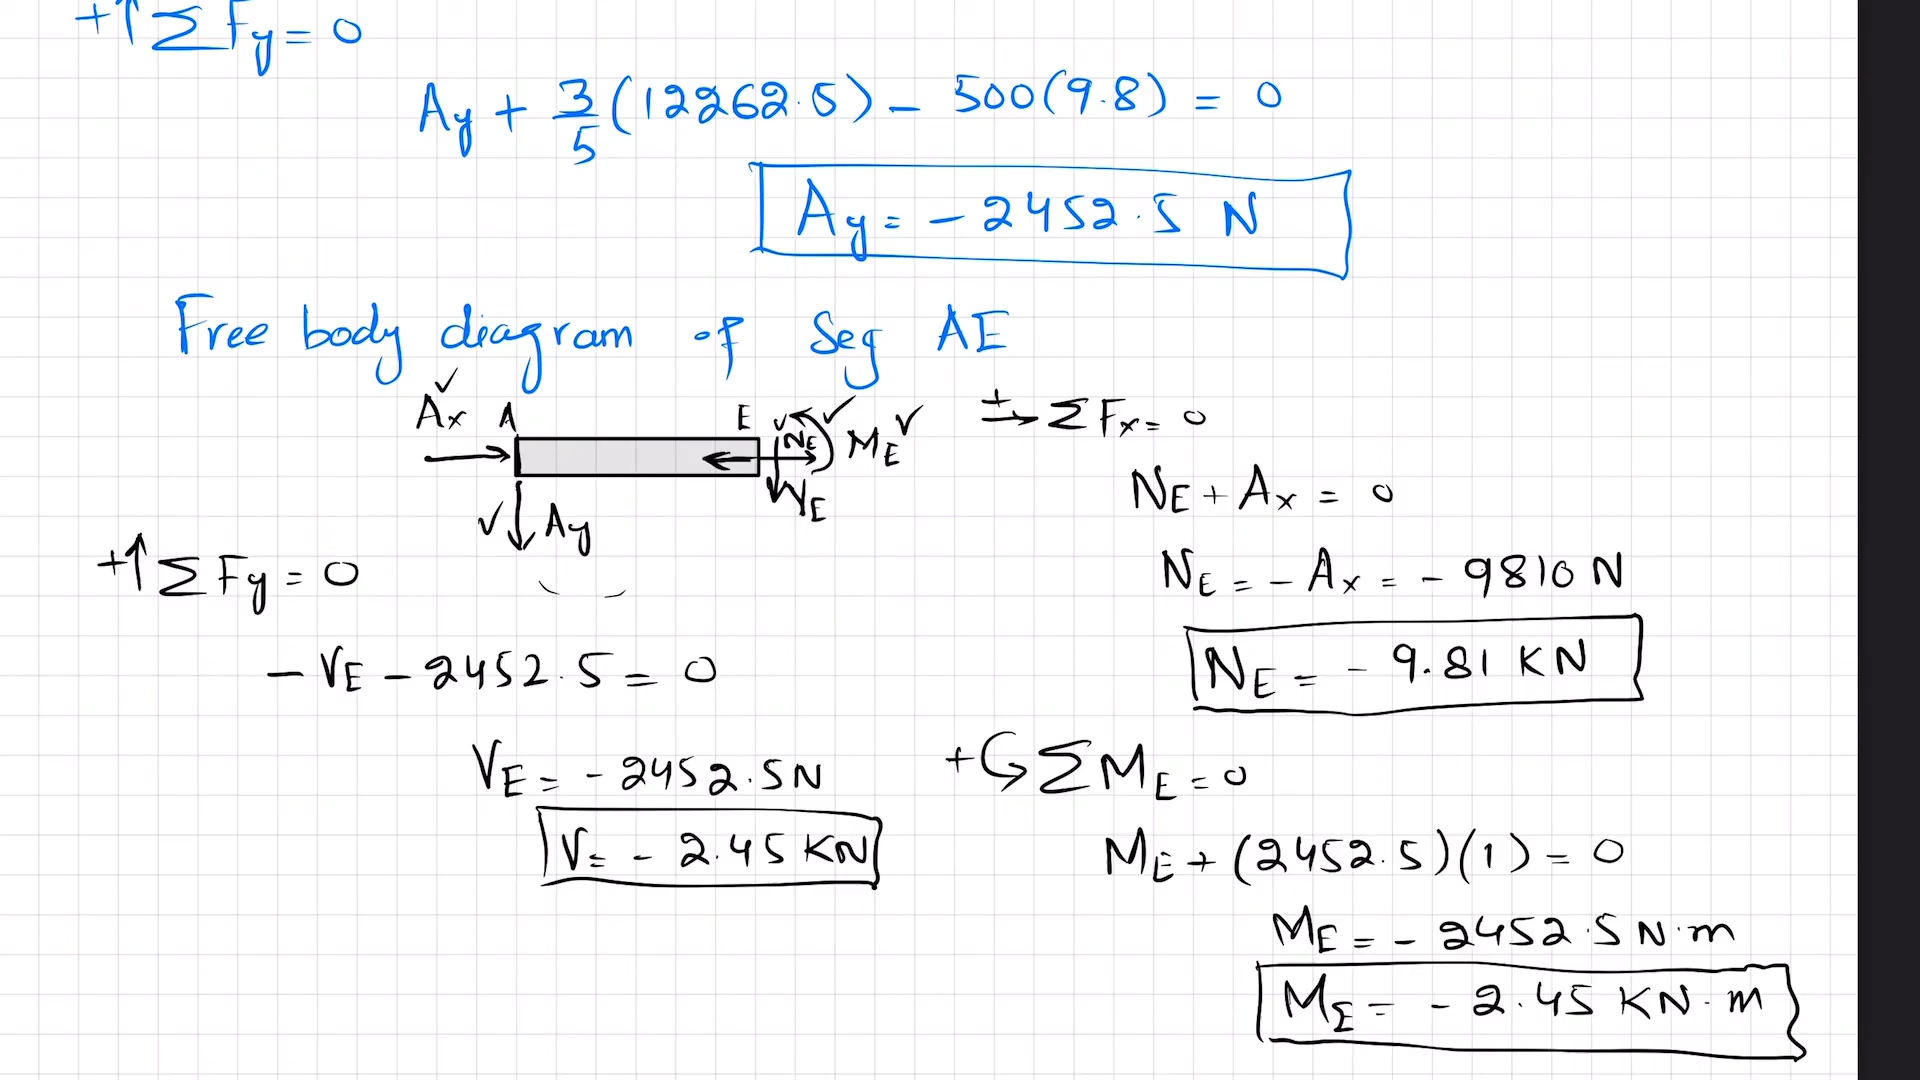 +↑ ΣFy = 0
Ay + 3/5 (12262.5) - 500(9.8) = 0
Ay = - 2452.5 N
Free body diagram of Seg AE
Ax A E NE ME
VE
Ay
+→ ΣFx = 0
NE + Ax = 0
NE = - Ax = - 9810 N
NE = - 9.81 KN
+↑ ΣFy = 0
- VE - 2452.5 = 0
VE = - 2452.5N
V = - 2.45 KN
+↺ ΣME = 0
ME + (2452.5)(1) = 0
ME = - 2452.5 N.m
ME = - 2.45 KN.m